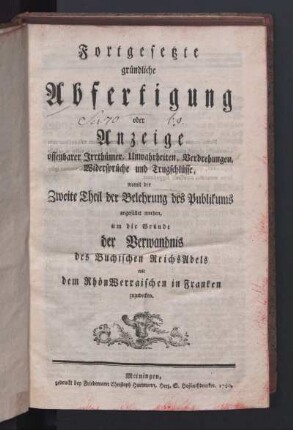 Fortgesetzte
gründliche
Abfertigung
oder
Anzeige
offenbarer Irrthümer, Unwahrheiten, Verdrehungen,
Widersprüche und Trugschlüsse,
womit der
Zweite Theil der Belehrung des Publikums
angefüllet worden,
um die Gründe
der Verwandnis
des Buchischen ReichsAdels
mit
dem RhönWerraischen in Franken
Meiningen,
gedruckt bey Friedemann Christoph Hartmann, Herz. S. Hofbuchdrucker.